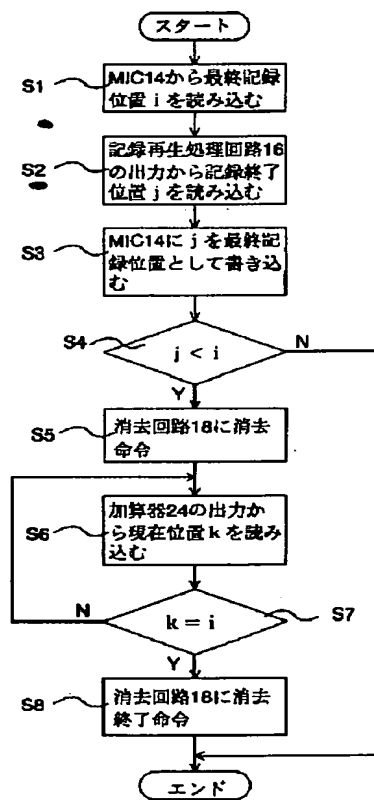 スタート
S1
MIC14から最終記録
位置 i を読み込む
S2
記録再生処理回路16
の出力から記録終了
位置 j を読み込む
S3
MIC14に j を最終記
録位置として書き込
む
S4
j < i
N
Y
S5
消去回路18に消去
命令
S6
加算器24の出力か
ら現在位置 k を読み
込む
N
k = i
S7
Y
S8
消去回路18に消去
終了命令
エンド